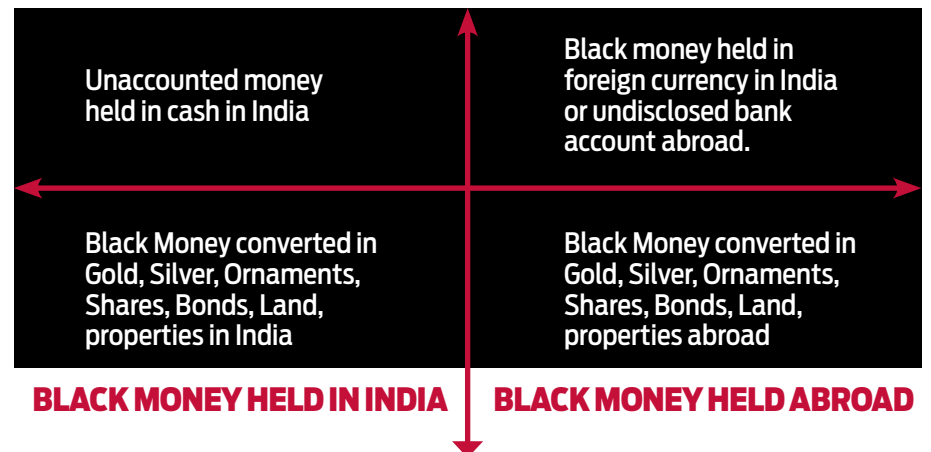 Unaccounted money
held in cash in India
Black money held in
foreign currency in India
or undisclosed bank
account abroad.
Black Money converted in
Gold, Silver, Ornaments,
Shares, Bonds, Land,
properties in India
Black Money converted in
Gold, Silver, Ornaments,
Shares, Bonds, Land,
properties abroad
BLACK MONEY HELD IN INDIA
BLACK MONEY HELD ABROAD